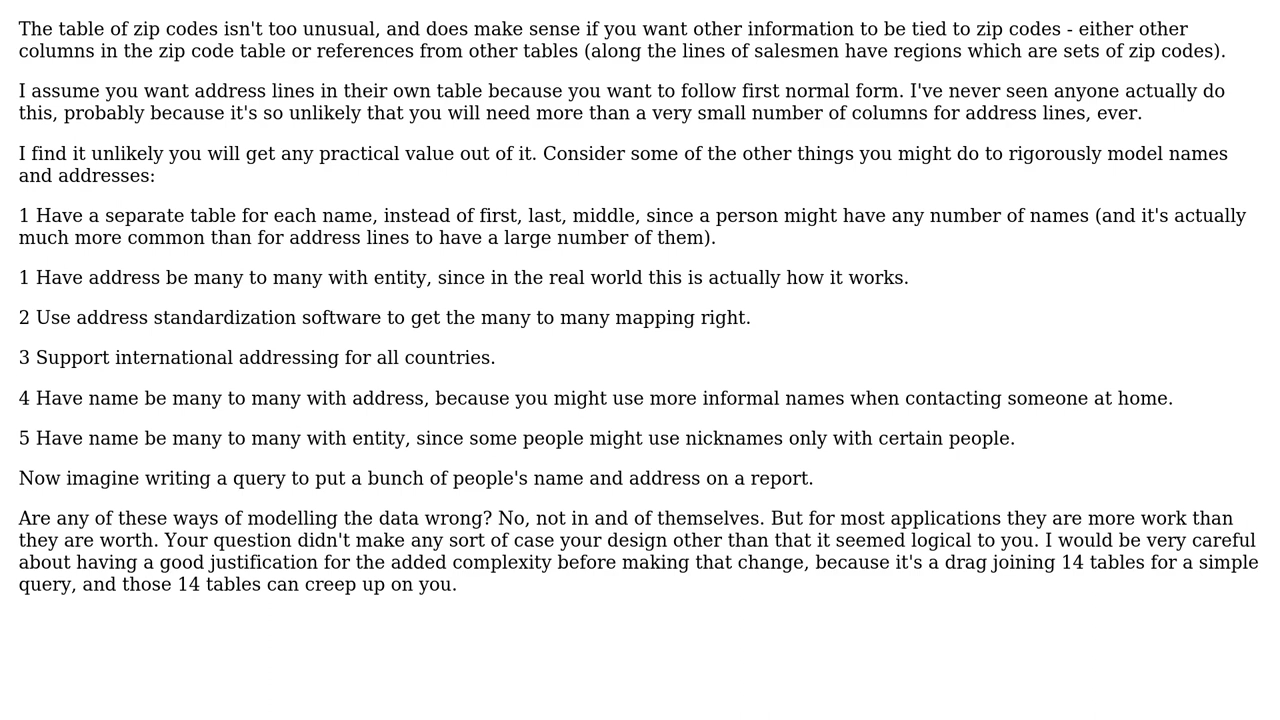 The table of zip codes isn't too unusual, and does make sense if you want other information to be tied to zip codes - either other
columns in the zip code table or references from other tables (along the lines of salesmen have regions which are sets of zip codes).
I assume you want address lines in their own table because you want to follow first normal form. I've never seen anyone actually do
this, probably because it's so unlikely that you will need more than a very small number of columns for address lines, ever.
I find it unlikely you will get any practical value out of it. Consider some of the other things you might do to rigorously model names
and addresses:
1 Have a separate table for each name, instead of first, last, middle, since a person might have any number of names (and it's actually
much more common than for address lines to have a large number of them).
1 Have address be many to many with entity, since in the real world this is actually how it works.
2 Use address standardization software to get the many to many mapping right.
3 Support international addressing for all countries.
4 Have name be many to many with address, because you might use more informal names when contacting someone at home.
5 Have name be many to many with entity, since some people might use nicknames only with certain people.
Now imagine writing a query to put a bunch of people's name and address on a report.
Are any of these ways of modelling the data wrong? No, not in and of themselves. But for most applications they are more work than
they are worth. Your question didn't make any sort of case your design other than that it seemed logical to you. I would be very careful
about having a good justification for the added complexity before making that change, because it's a drag joining 14 tables for a simple
query, and those 14 tables can creep up on you.